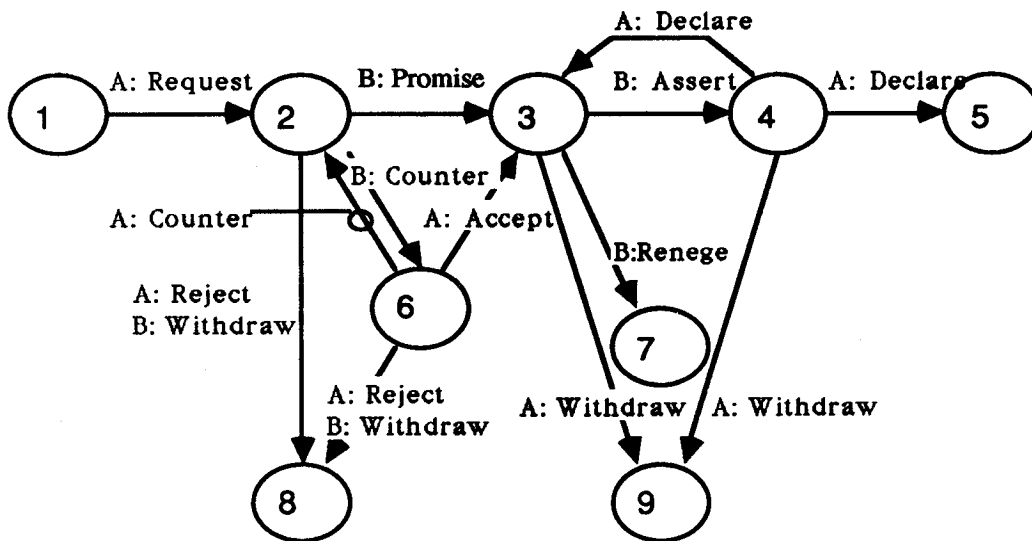 A: Declare
A: Request
B: Promise
B: Assert
A: Declare
1
2
3
4
5
B: Counter
A: Counter
A: Accept
B:Renege
A: Reject
B: Withdraw
6
7
A: Reject
B: Withdraw
A: Withdraw
A: Withdraw
8
9